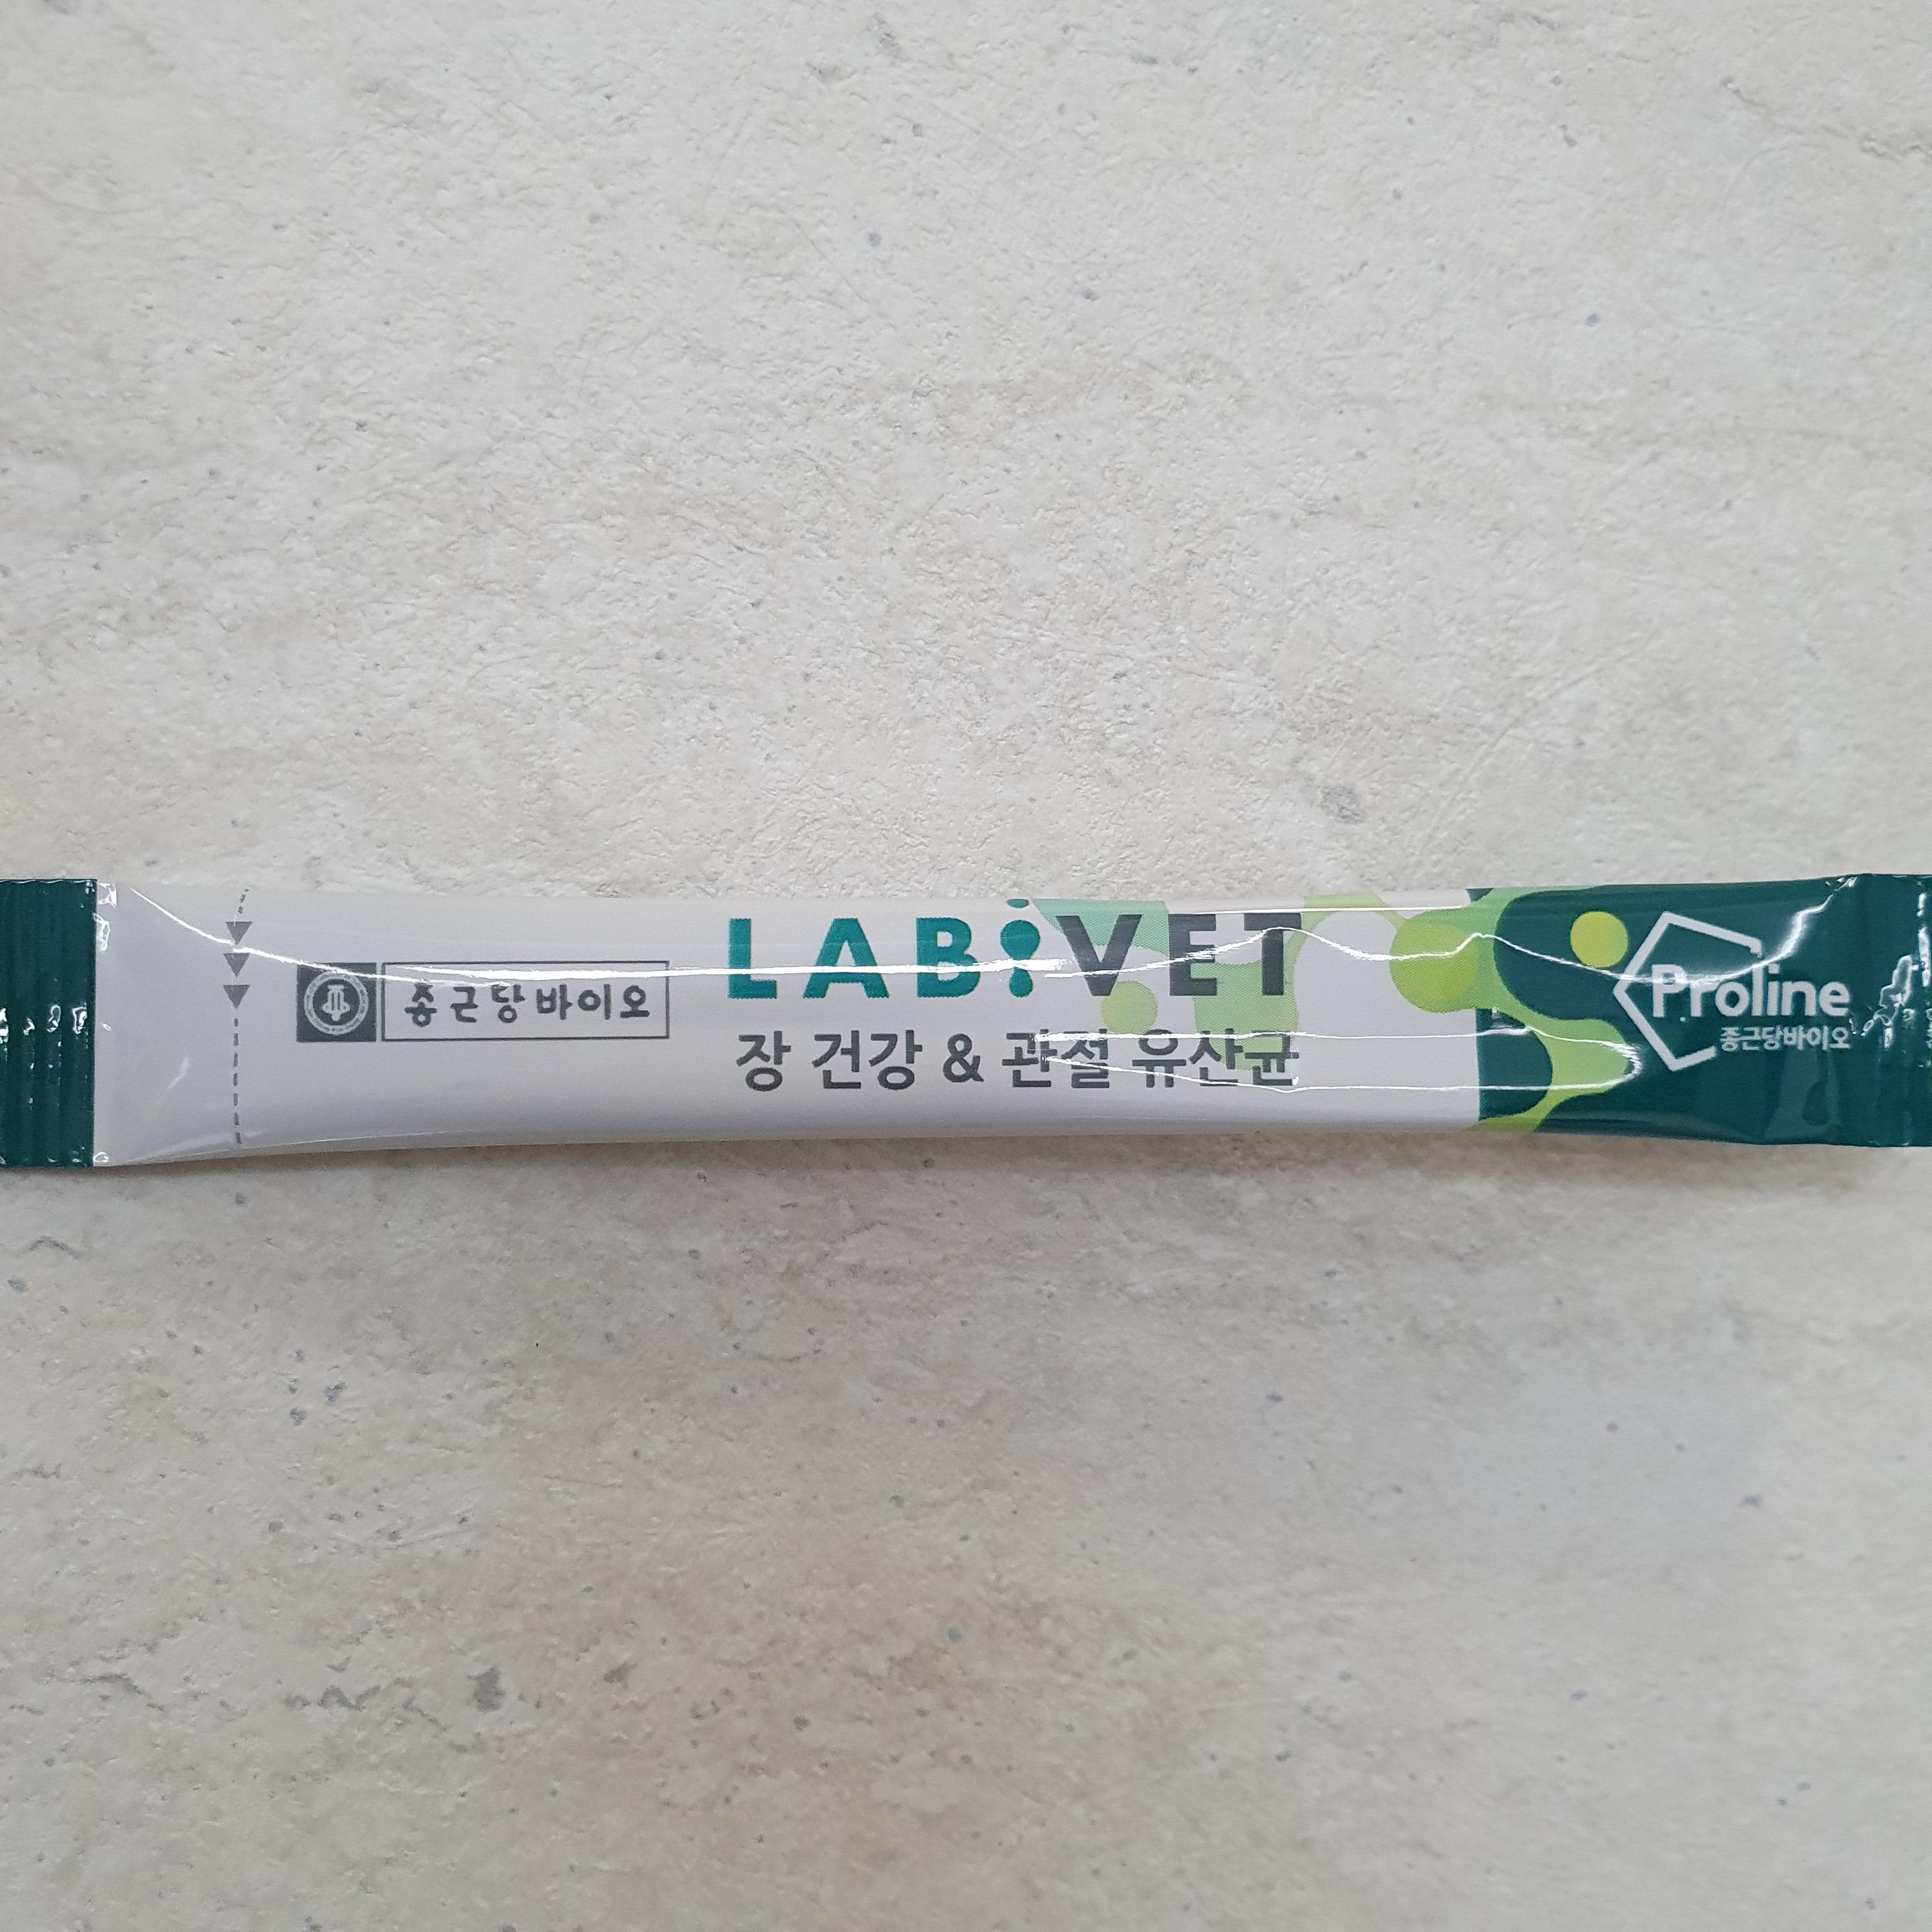 종근당바이오
LABiVET
장 건강 & 관절 유산균
Proline
종근당바이오